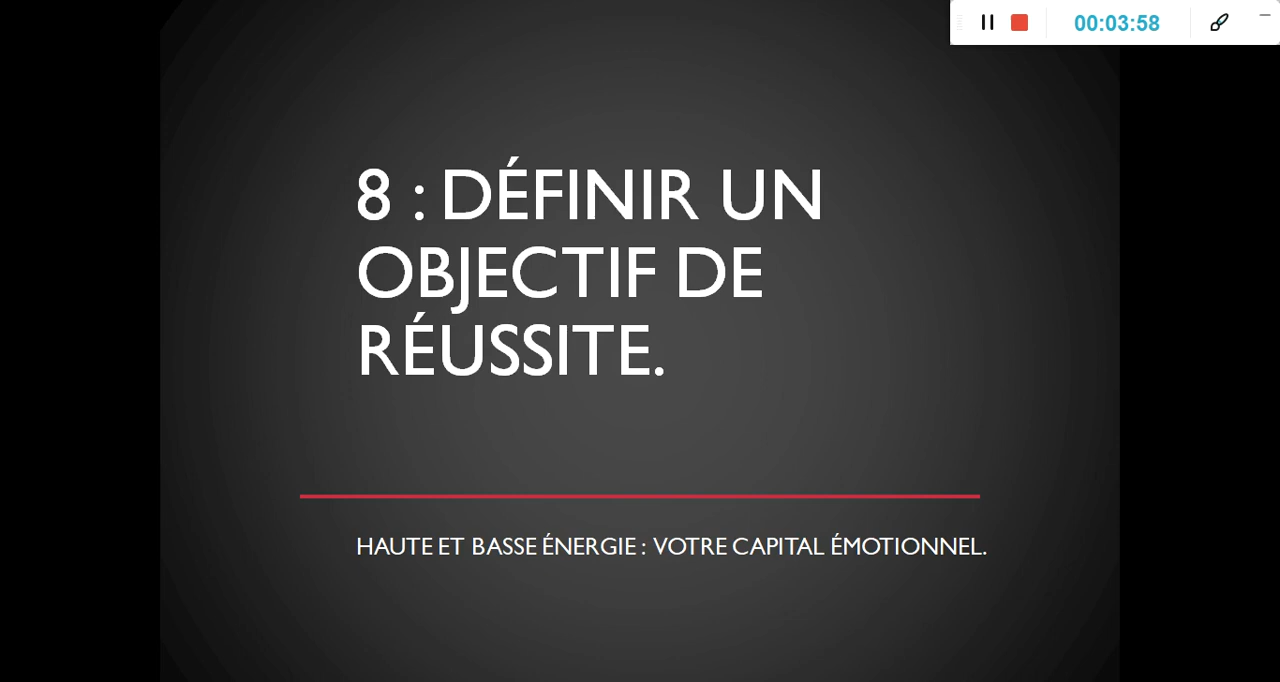 00:03:58
8 : DÉFINIR UN
OBJECTIF DE
RÉUSSITE.
HAUTE ET BASSE ÉNERGIE : VOTRE CAPITAL ÉMOTIONNEL.